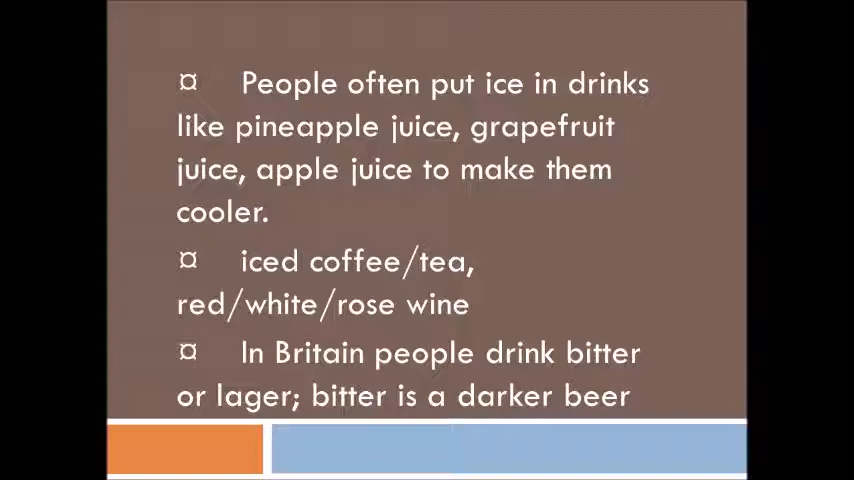 ¤ People often put ice in drinks
like pineapple juice, grapefruit
juice, apple juice to make them
cooler.
¤ iced coffee/tea,
red/white/rose wine
¤ In Britain people drink bitter
or lager; bitter is a darker beer